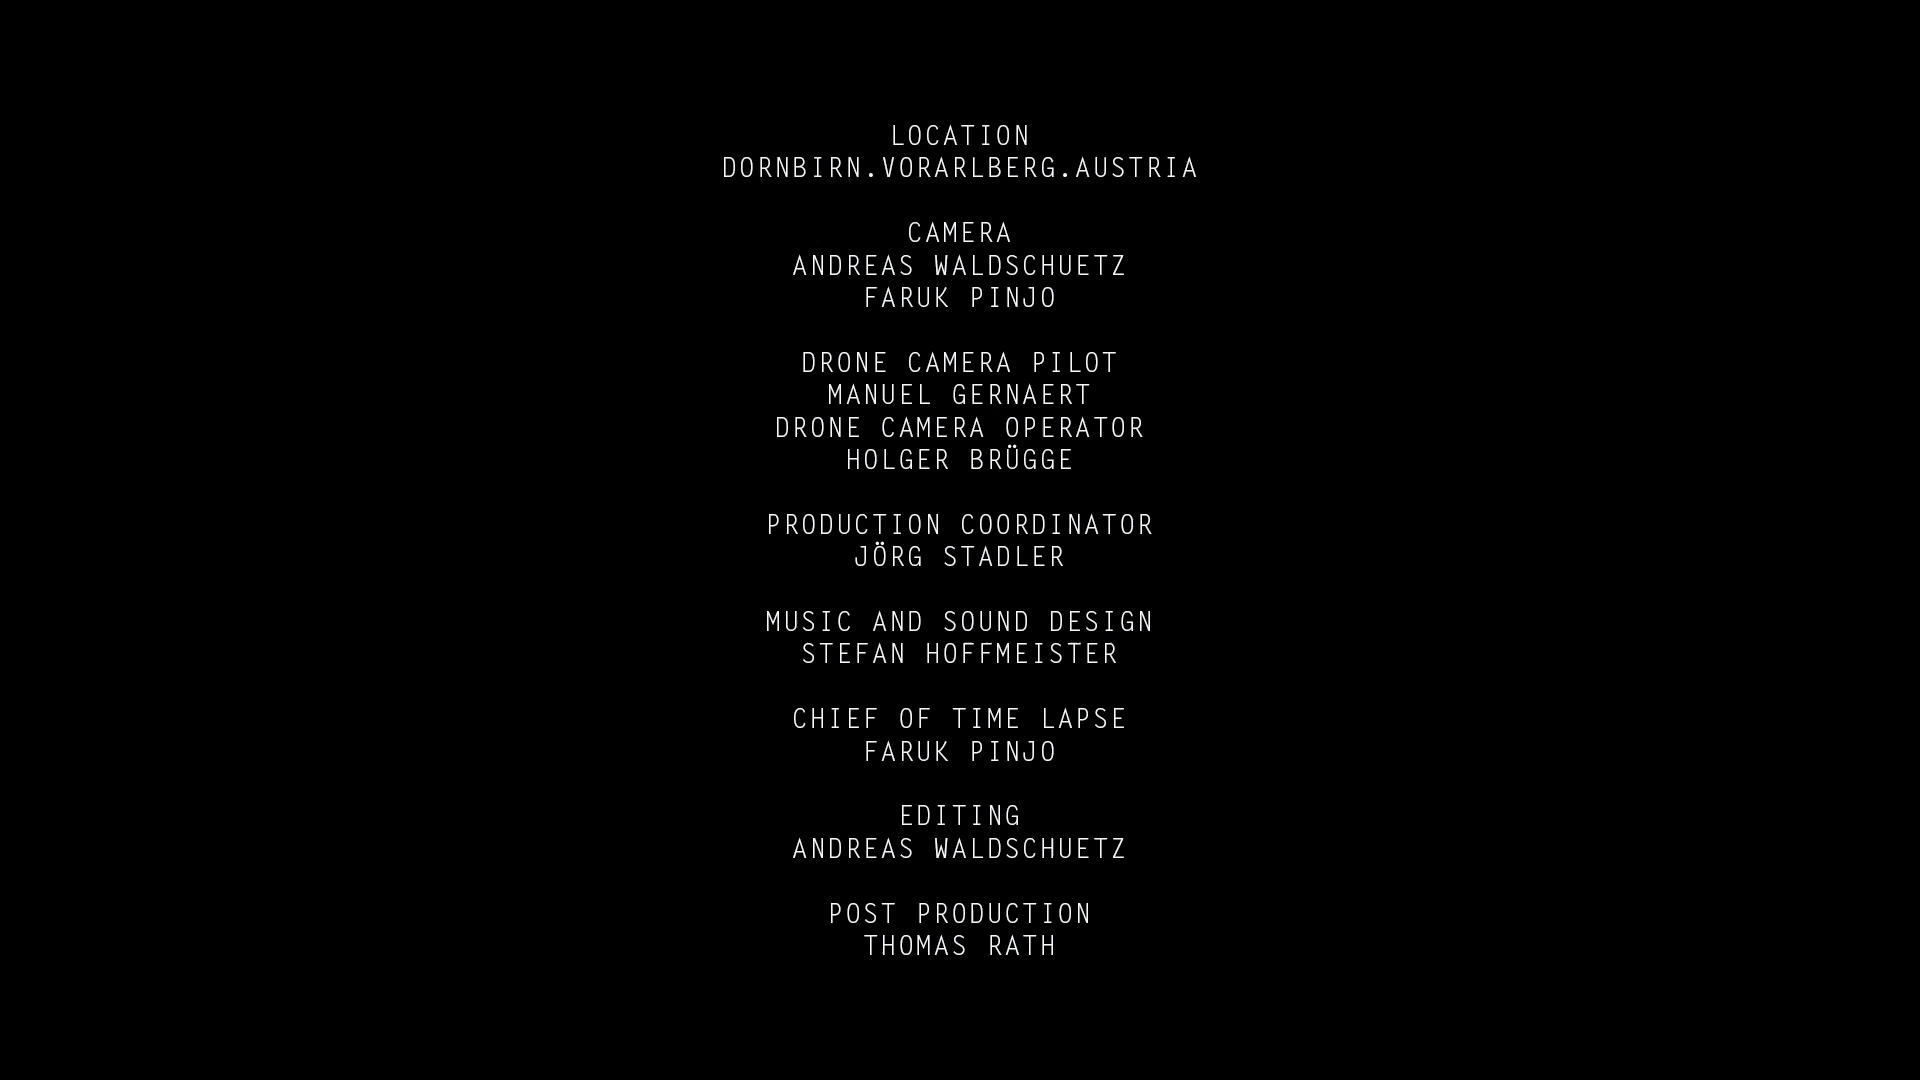 LOCATION
DORNBIRN.VORARLBERG.AUSTRIA
CAMERA
ANDREAS WALDSCHUETZ
FARUK PINJO
DRONE CAMERA PILOT
MANUEL GERNAERT
DRONE CAMERA OPERATOR
HOLGER BRÜGGE
PRODUCTION COORDINATOR
JÖRG STADLER
MUSIC AND SOUND DESIGN
STEFAN HOFFMEISTER
CHIEF OF TIME LAPSE
FARUK PINJO
EDITING
ANDREAS WALDSCHUETZ
POST PRODUCTION
THOMAS RATH